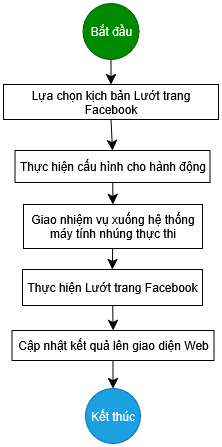 Bắt đầu
Lựa chọn kịch bản Lướt trang
Facebook
Thực hiện cấu hình cho hành động
Giao nhiệm vụ xuống hệ thống
máy tính nhúng thực thi
Thực hiện Lướt trang Facebook
Cập nhật kết quả lên giao diện Web
Kết thúc